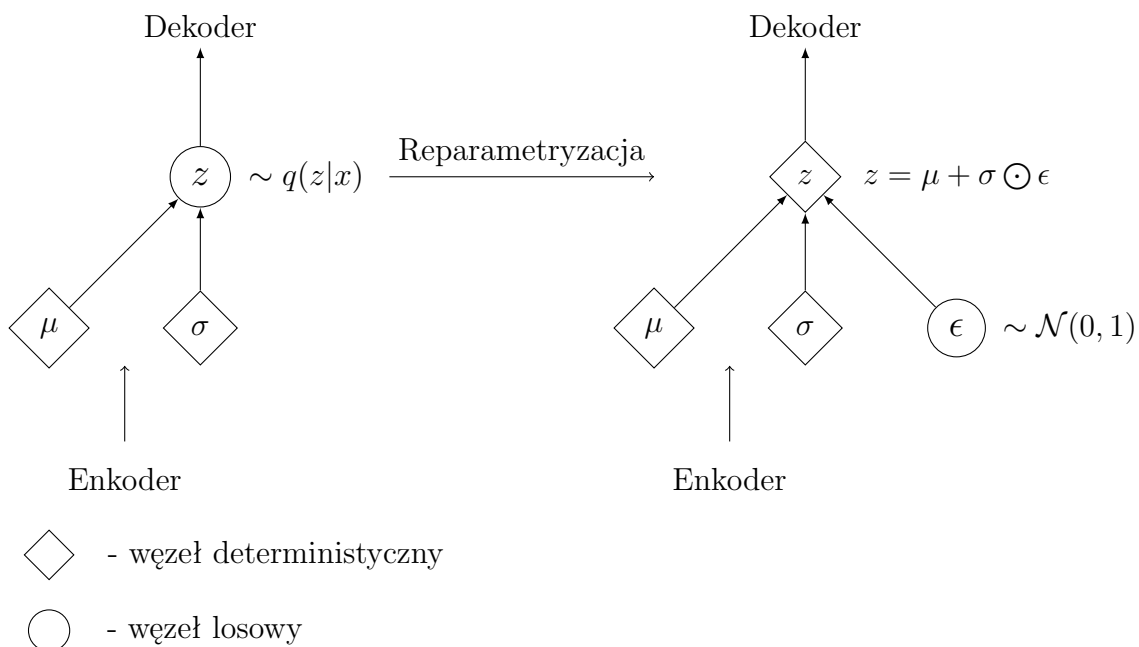 Dekoder
Dekoder
Reparametryzacja
z ∼ q(z|x)
z z = μ + σ ⊙ ϵ
μ σ
μ σ ϵ ∼ 𝒩(0, 1)
Enkoder
Enkoder
- węzeł deterministyczny
- węzeł losowy